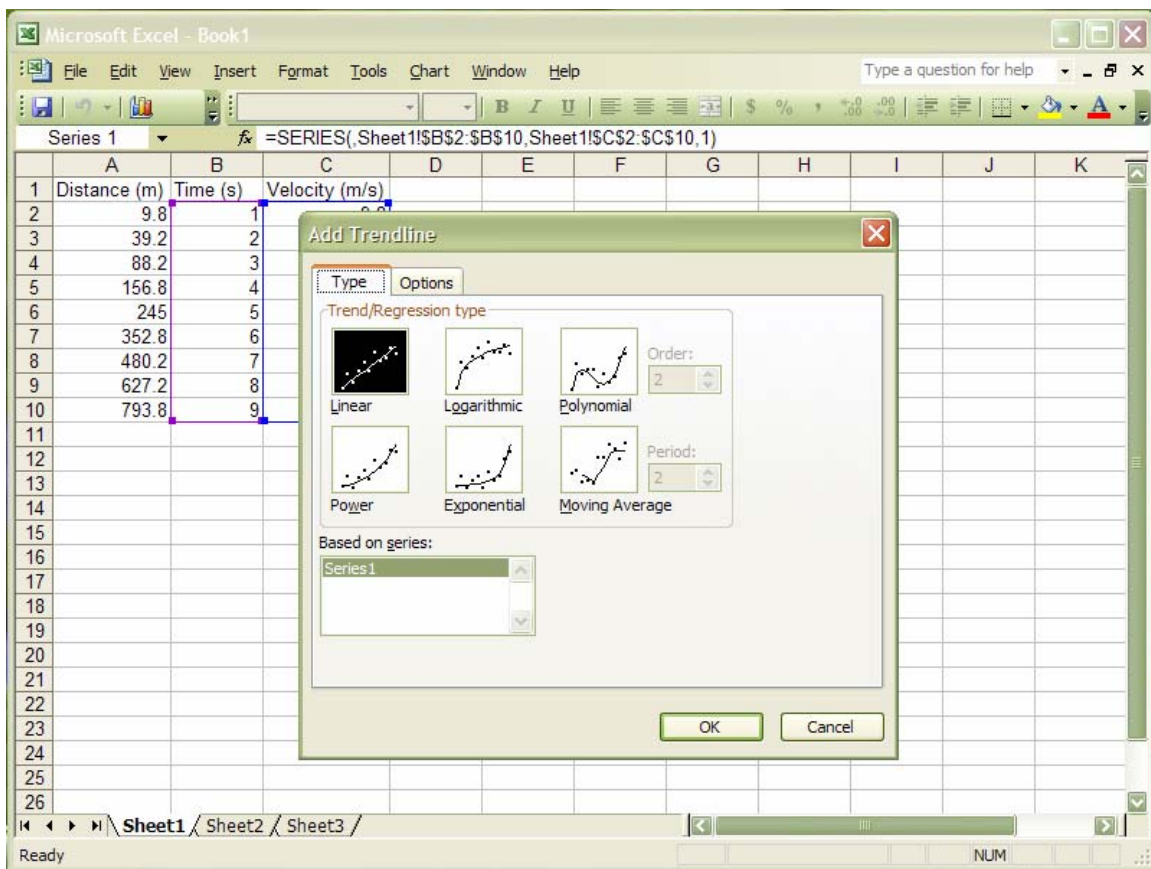 Microsoft Excel - Book1
File Edit View Insert Format Tools Chart Window Help Type a question for help
B I U $ % ,
Series 1 fx =SERIES(,Sheet1!$B$2:$B$10,Sheet1!$C$2:$C$10,1)
A B C D E F G H I J K
1 Distance (m) Time (s) Velocity (m/s)
2 9.8 1
3 39.2 2
4 88.2 3
5 156.8 4
6 245 5
7 352.8 6
8 480.2 7
9 627.2 8
10 793.8 9
11
12
13
14
15
16
17
18
19
20
21
22
23
24
25
26
Add Trendline
Type Options
Trend/Regression type
Order:
2
Linear Logarithmic Polynomial
Period:
2
Power Exponential Moving Average
Based on series:
Series1
OK Cancel
Sheet1 Sheet2 Sheet3
Ready NUM